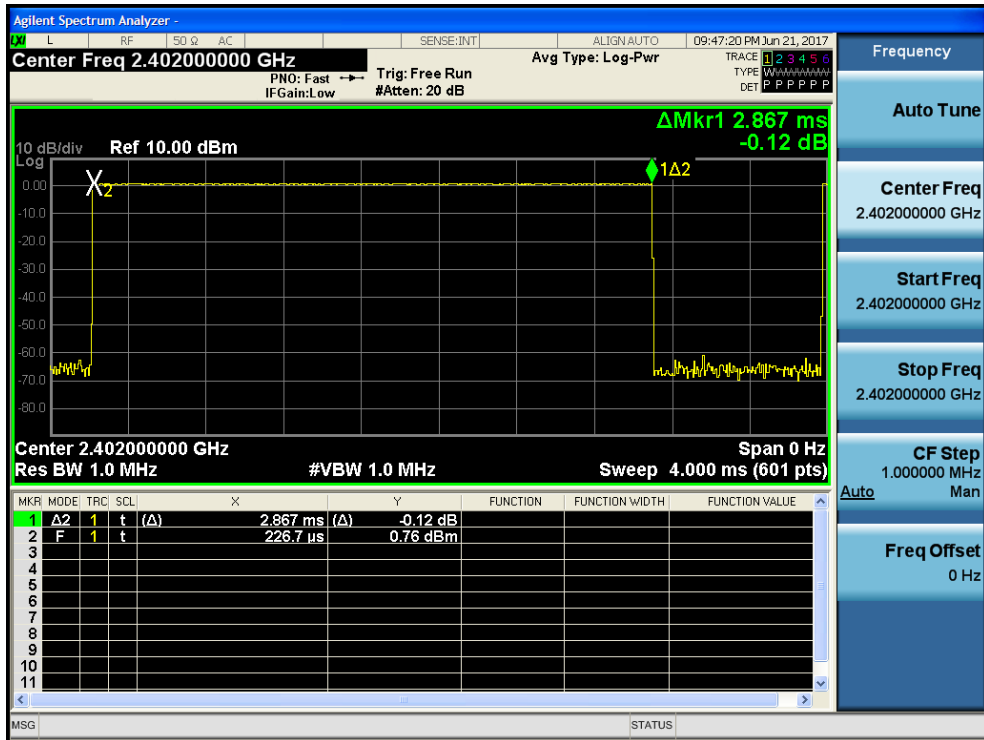 Agilent Spectrum Analyzer -
LXI L RF 50 Ω AC SENSE:INT ALIGN AUTO 09:47:20 PM Jun 21, 2017
Center Freq 2.402000000 GHz
PNO: Fast
IFGain:Low
Trig: Free Run
#Atten: 20 dB
Avg Type: Log-Pwr
TRACE 1 2 3 4 5 6
TYPE WWWWWW
DET P P P P P P
ΔMkr1 2.867 ms
-0.12 dB
10 dB/div Ref 10.00 dBm
Log
0.00
-10.0
-20.0
-30.0
-40.0
-50.0
-60.0
-70.0
-80.0
X2
1Δ2
Center 2.402000000 GHz Span 0 Hz
Res BW 1.0 MHz #VBW 1.0 MHz Sweep 4.000 ms (601 pts)
MKR MODE TRC SCL X Y FUNCTION FUNCTION WIDTH FUNCTION VALUE
1 Δ2 1 t (Δ) 2.867 ms (Δ) -0.12 dB
2 F 1 t 226.7 µs 0.76 dBm
3
4
5
6
7
8
9
10
11
MSG STATUS
Frequency
Auto Tune
Center Freq
2.402000000 GHz
Start Freq
2.402000000 GHz
Stop Freq
2.402000000 GHz
CF Step
1.000000 MHz
Auto Man
Freq Offset
0 Hz